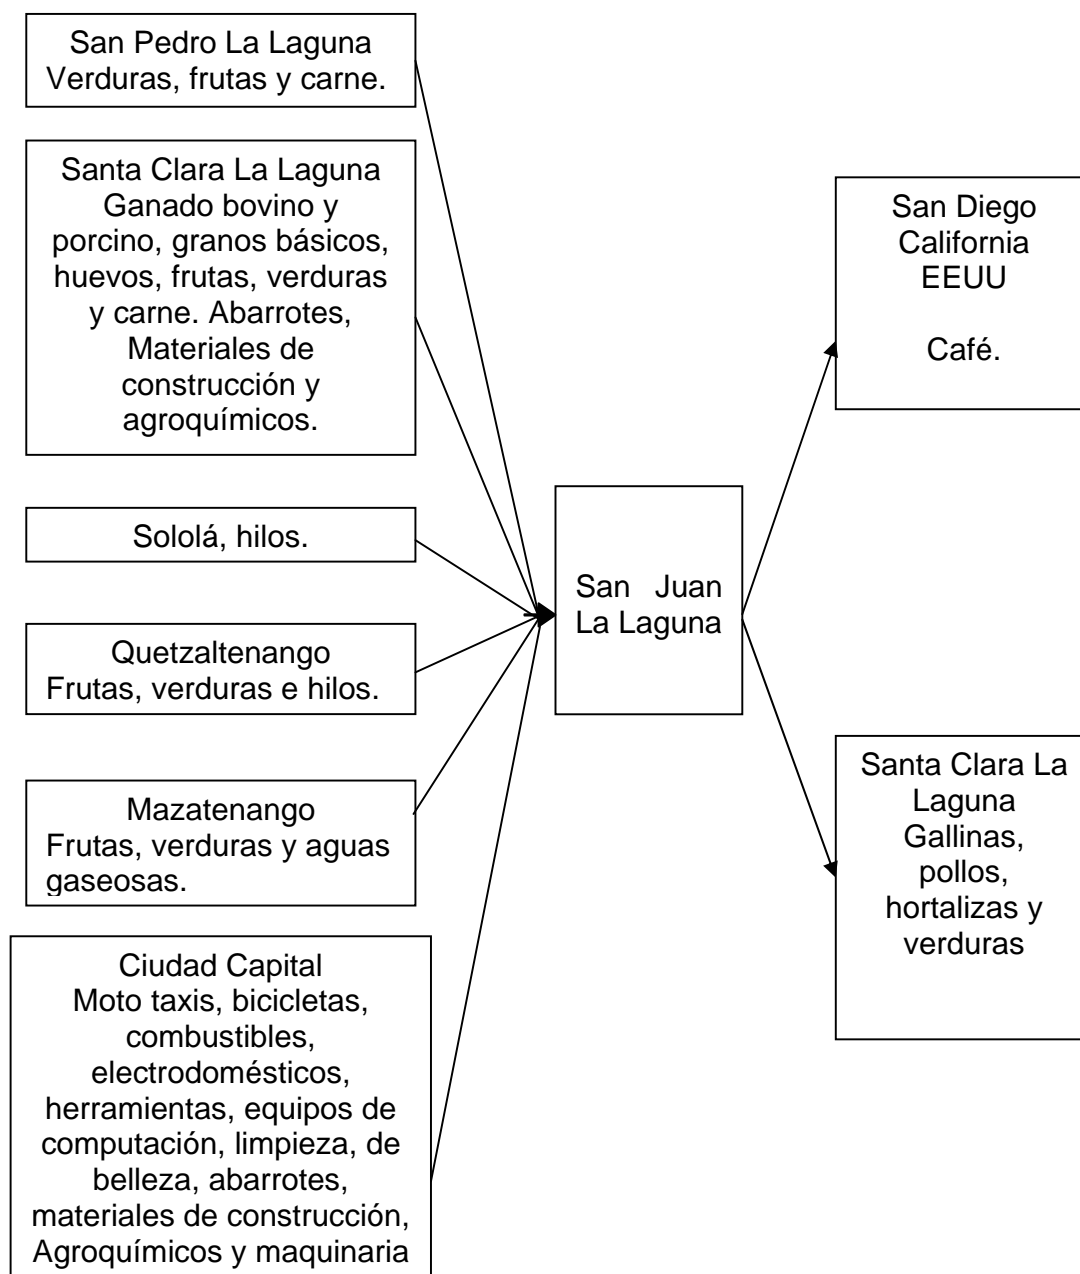 San Pedro La Laguna
Verduras, frutas y carne.
Santa Clara La Laguna
Ganado bovino y
porcino, granos básicos,
huevos, frutas, verduras
y carne. Abarrotes,
Materiales de
construcción y
agroquímicos.
Sololá, hilos.
Quetzaltenango
Frutas, verduras e hilos.
Mazatenango
Frutas, verduras y aguas
gaseosas.
Ciudad Capital
Moto taxis, bicicletas,
combustibles,
electrodomésticos,
herramientas, equipos de
computación, limpieza, de
belleza, abarrotes,
materiales de construcción,
Agroquímicos y maquinaria
San Juan
La Laguna
San Diego
California
EEUU
Café.
Santa Clara La
Laguna
Gallinas,
pollos,
hortalizas y
verduras